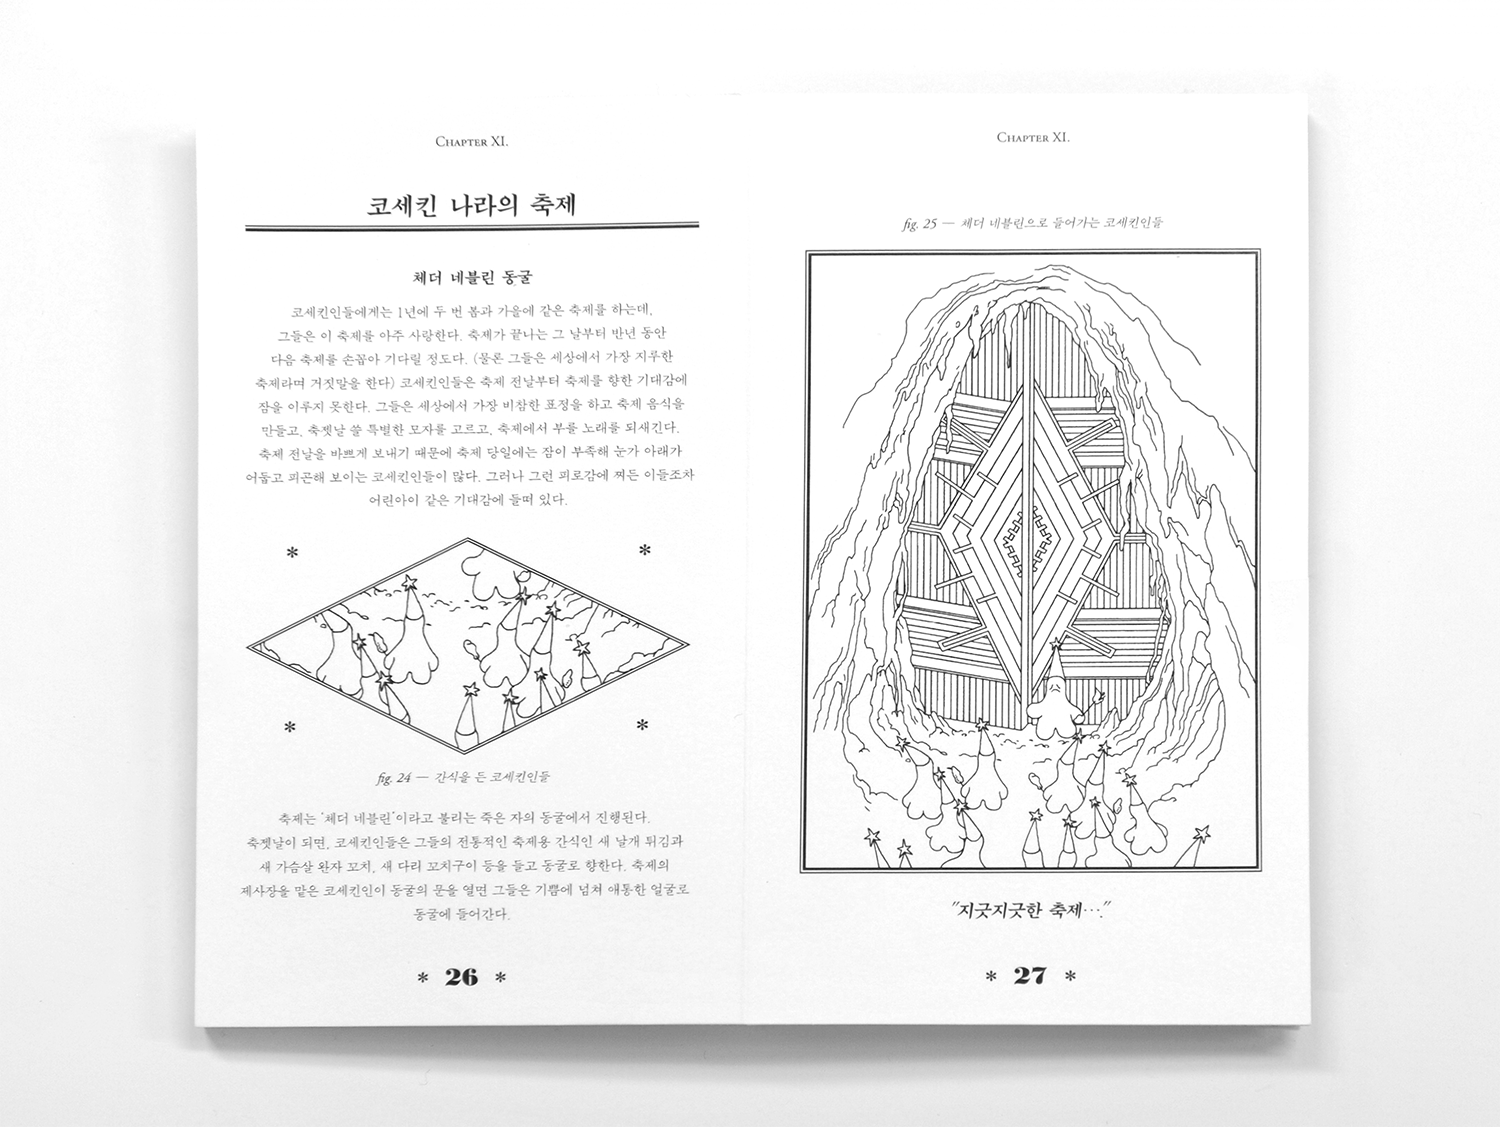 CHAPTER XI.
코세킨 나라의 축제
체더 네블린 동굴
코세킨인들에게는 1년에 두 번 봄과 가을에 같은 축제를 하는데,
그들은 이 축제를 아주 사랑한다. 축제가 끝나는 그 날부터 반년 동안
다음 축제를 손꼽아 기다릴 정도다. (물론 그들은 세상에서 가장 지루한
축제라며 거짓말을 한다) 코세킨인들은 축제 전날부터 축제를 향한 기대감에
잠을 이루지 못한다. 그들은 세상에서 가장 비참한 표정을 하고 축제 음식을
만들고, 축젯날 쓸 특별한 모자를 고르고, 축제에서 부를 노래를 되새긴다.
축제 전날을 바쁘게 보내기 때문에 축제 당일에는 잠이 부족해 눈가 아래가
어둡고 피곤해 보이는 코세킨인들이 많다. 그러나 그런 피로감에 쩌든 이들조차
어린아이 같은 기대감에 들떠 있다.
* *
* *
fig. 24 — 간식을 든 코세킨인들
축제는 '체더 네블린'이라고 불리는 죽은 자의 동굴에서 진행된다.
축젯날이 되면, 코세킨인들은 그들의 전통적인 축제용 간식인 새 날개 튀김과
새 가슴살 완자 꼬치, 새 다리 꼬치구이 등을 들고 동굴로 향한다. 축제의
제사장을 맡은 코세킨인이 동굴의 문을 열면 그들은 기쁨에 넘쳐 애통한 얼굴로
동굴에 들어간다.
* 26 *
CHAPTER XI.
fig. 25 — 체더 네블린으로 들어가는 코세킨인들
"지긋지긋한 축제…."
* 27 *